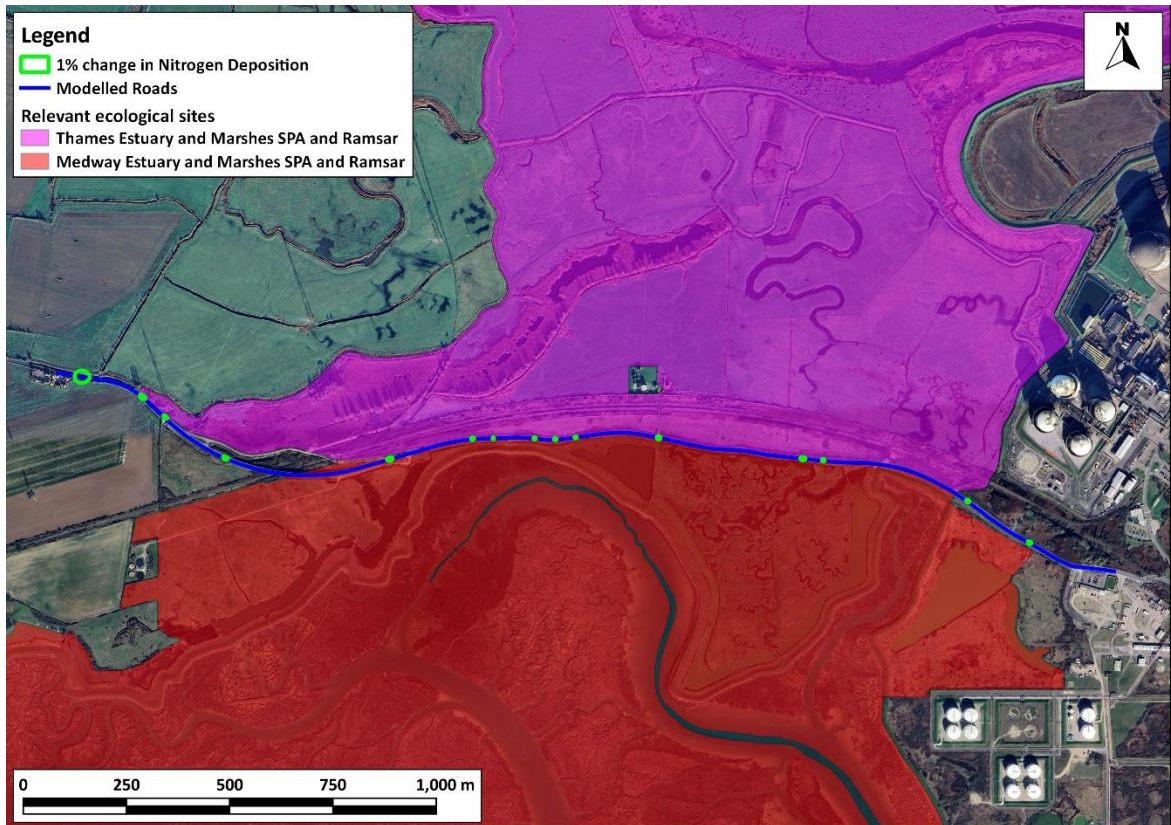 Legend
1% change in Nitrogen Deposition
Modelled Roads
Relevant ecological sites
Thames Estuary and Marshes SPA and Ramsar
Medway Estuary and Marshes SPA and Ramsar
N
0 250 500 750 1,000 m